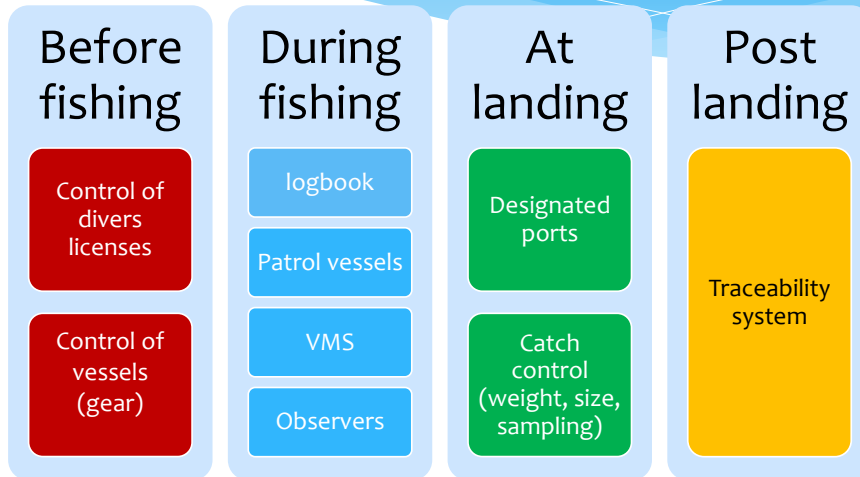 Before
fishing
Control of
divers
licenses
Control of
vessels
(gear)
During
fishing
logbook
Patrol vessels
VMS
Observers
At
landing
Designated
ports
Catch
control
(weight, size,
sampling)
Post
landing
Traceability
system